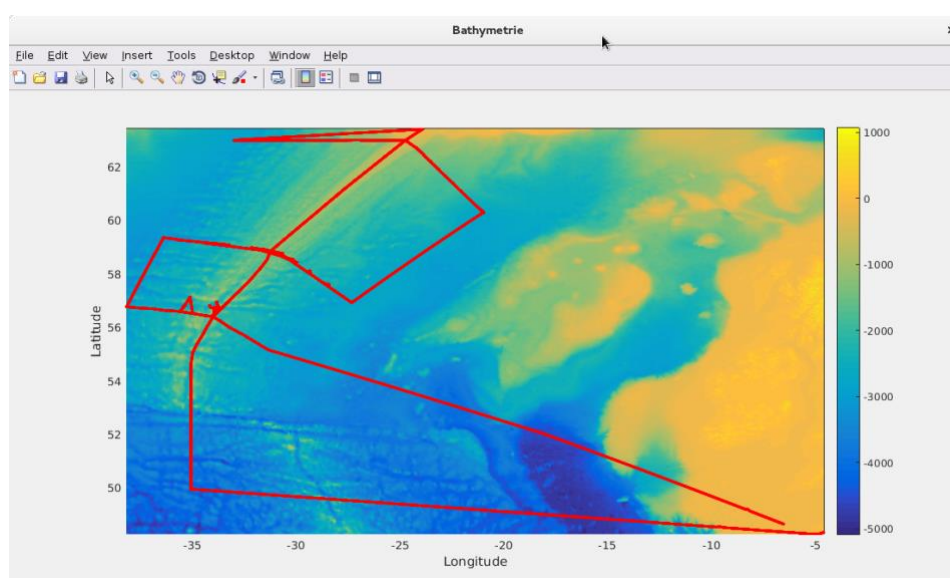 Bathymetrie
File Edit View Insert Tools Desktop Window Help
62
60
58
56
54
52
50
Latitude
-35 -30 -25 -20 -15 -10 -5
Longitude
1000
0
-1000
-2000
-3000
-4000
-5000